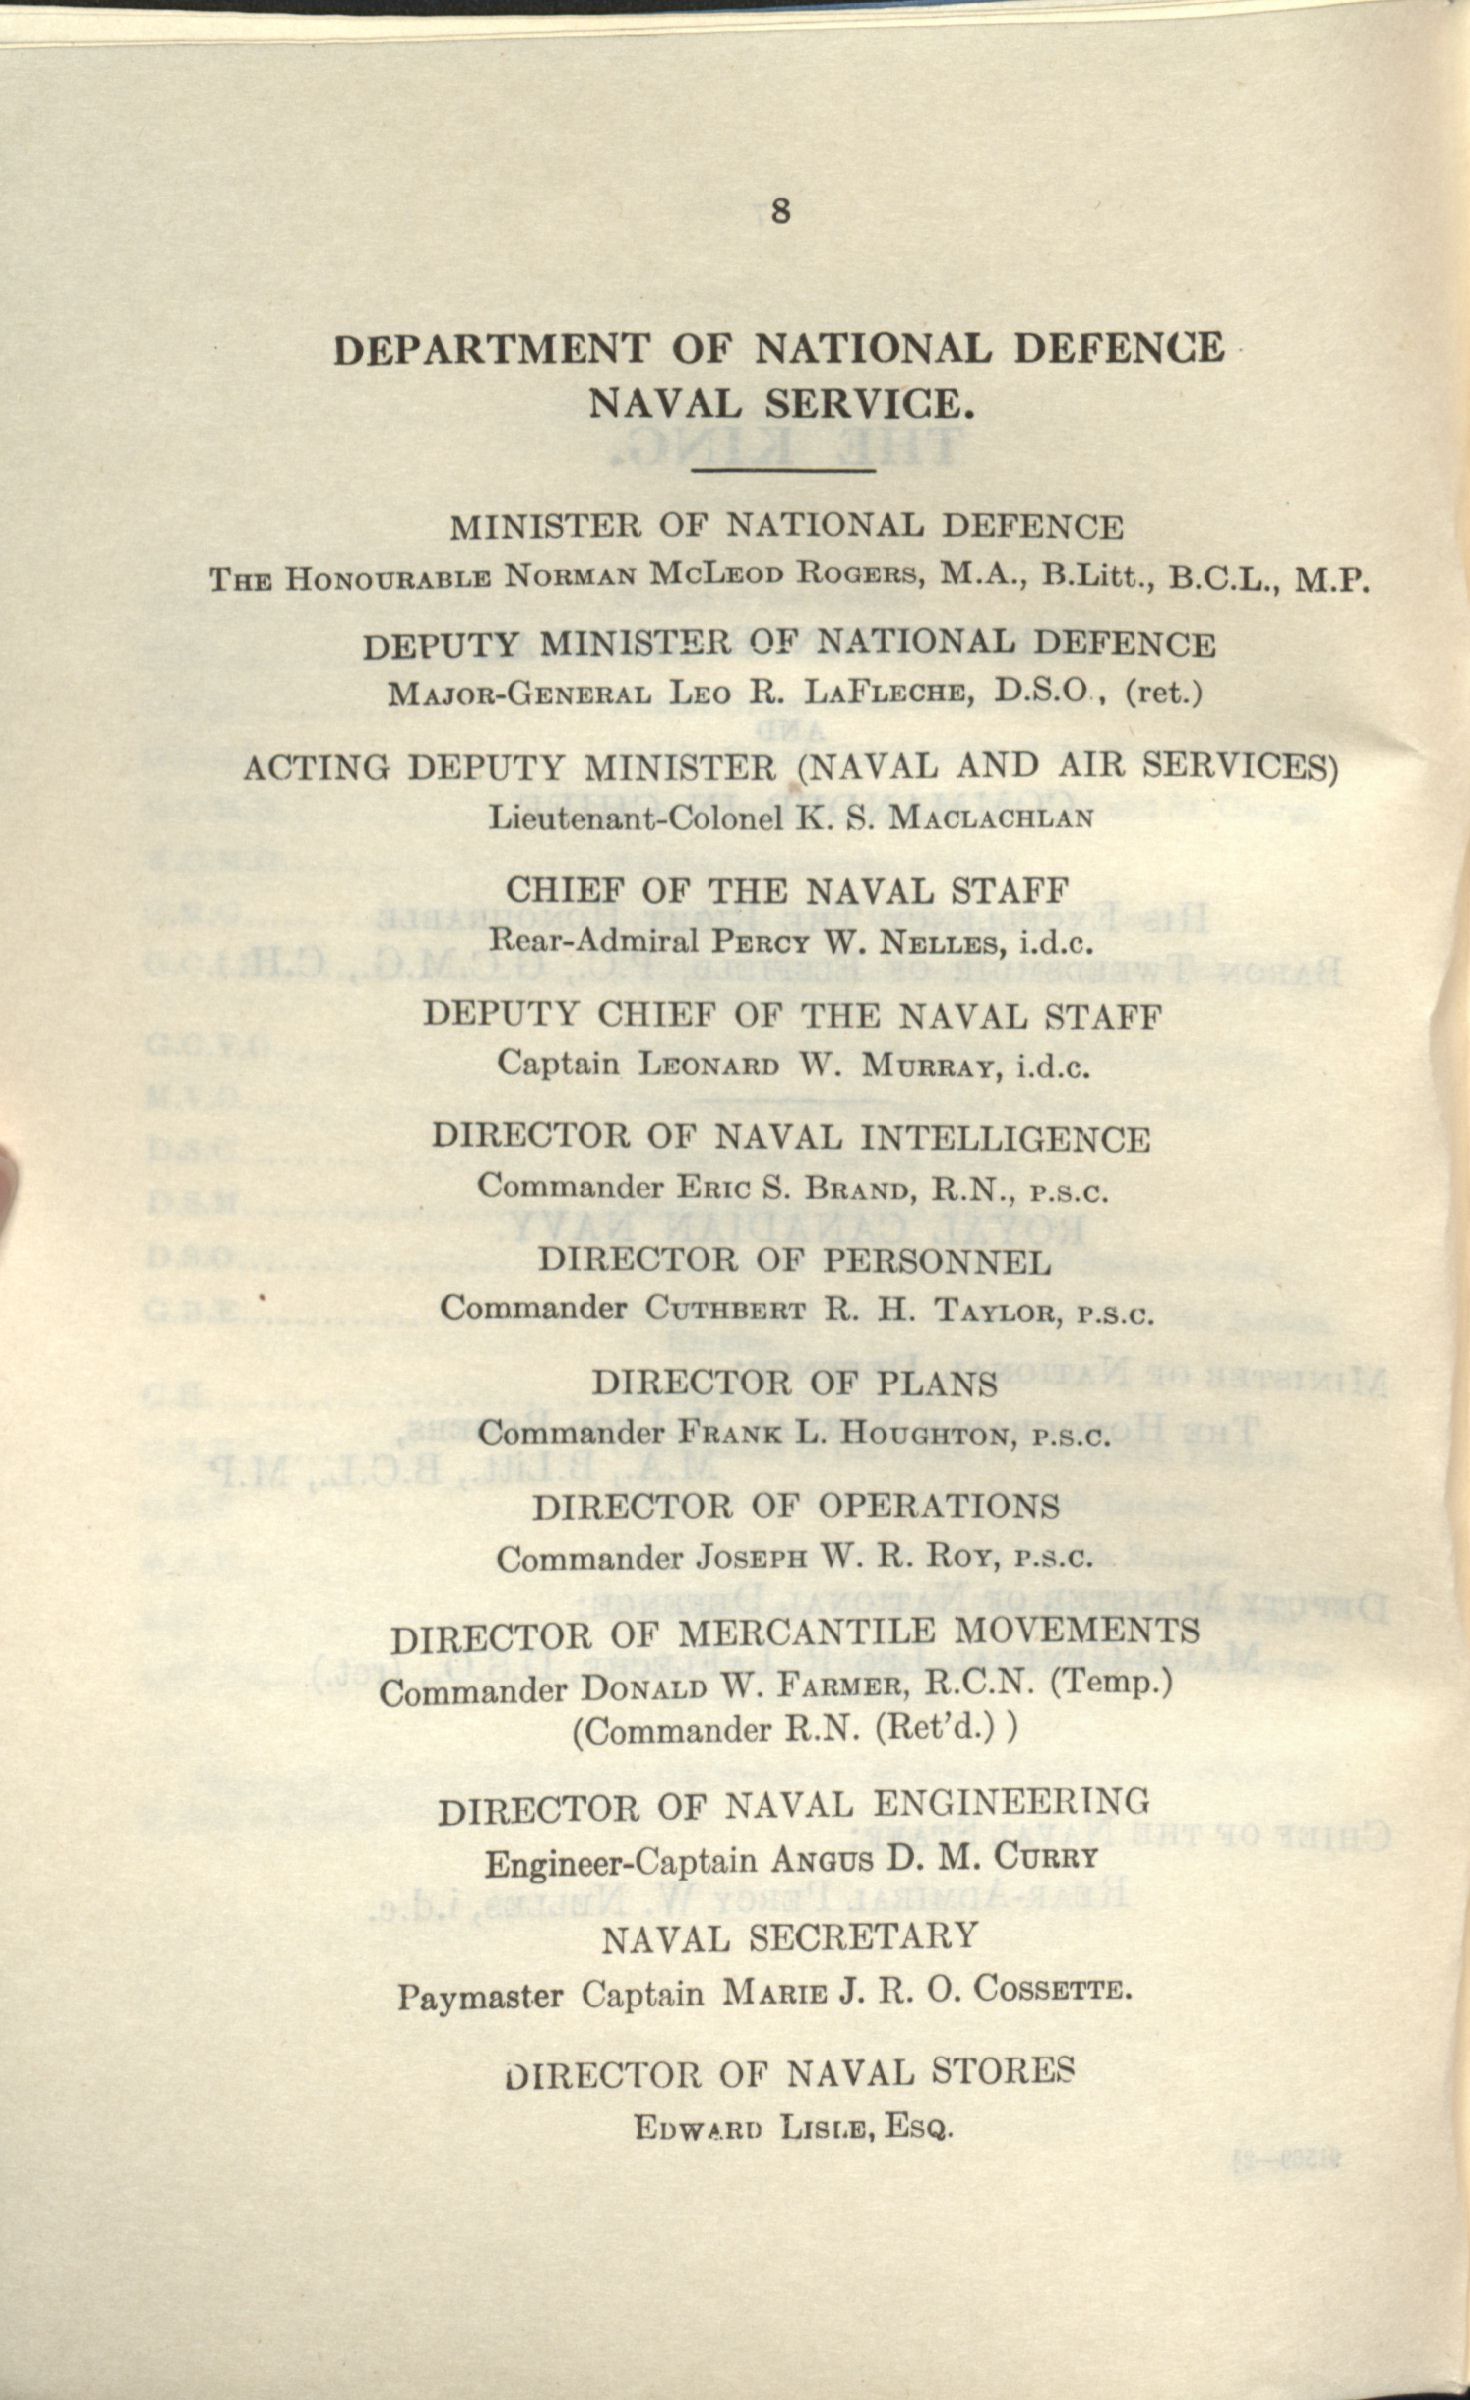 8
DEPARTMENT OF NATIONAL DEFENCE
NAVAL SERVICE.
MINISTER OF NATIONAL DEFENCE
THE HONOURABLE NORMAN MCLEOD ROGERS, M.A., B.Litt., B.C.L., M.P.
DEPUTY MINISTER OF NATIONAL DEFENCE
MAJOR-GENERAL LEO R. LAFLECHE, D.S.O., (ret.)
ACTING DEPUTY MINISTER (NAVAL AND AIR SERVICES)
Lieutenant-Colonel K. S. MACLACHLAN
CHIEF OF THE NAVAL STAFF
Rear-Admiral PERCY W. NELLES, i.d.c.
DEPUTY CHIEF OF THE NAVAL STAFF
Captain LEONARD W. MURRAY, i.d.c.
DIRECTOR OF NAVAL INTELLIGENCE
Commander ERIC S. BRAND, R.N., P.S.C.
DIRECTOR OF PERSONNEL
Commander CUTHBERT R. H. TAYLOR, P.S.C.
DIRECTOR OF PLANS
Commander FRANK L. HOUGHTON, P.S.C.
DIRECTOR OF OPERATIONS
Commander JOSEPH W. R. ROY, P.S.C.
DIRECTOR OF MERCANTILE MOVEMENTS
Commander DONALD W. FARMER, R.C.N. (Temp.)
(Commander R.N. (Ret'd.) )
DIRECTOR OF NAVAL ENGINEERING
Engineer-Captain ANGUS D. M. CURRY
NAVAL SECRETARY
Paymaster Captain MARIE J. R. O. COSSETTE.
DIRECTOR OF NAVAL STORES
EDWARD LISLE, ESQ.